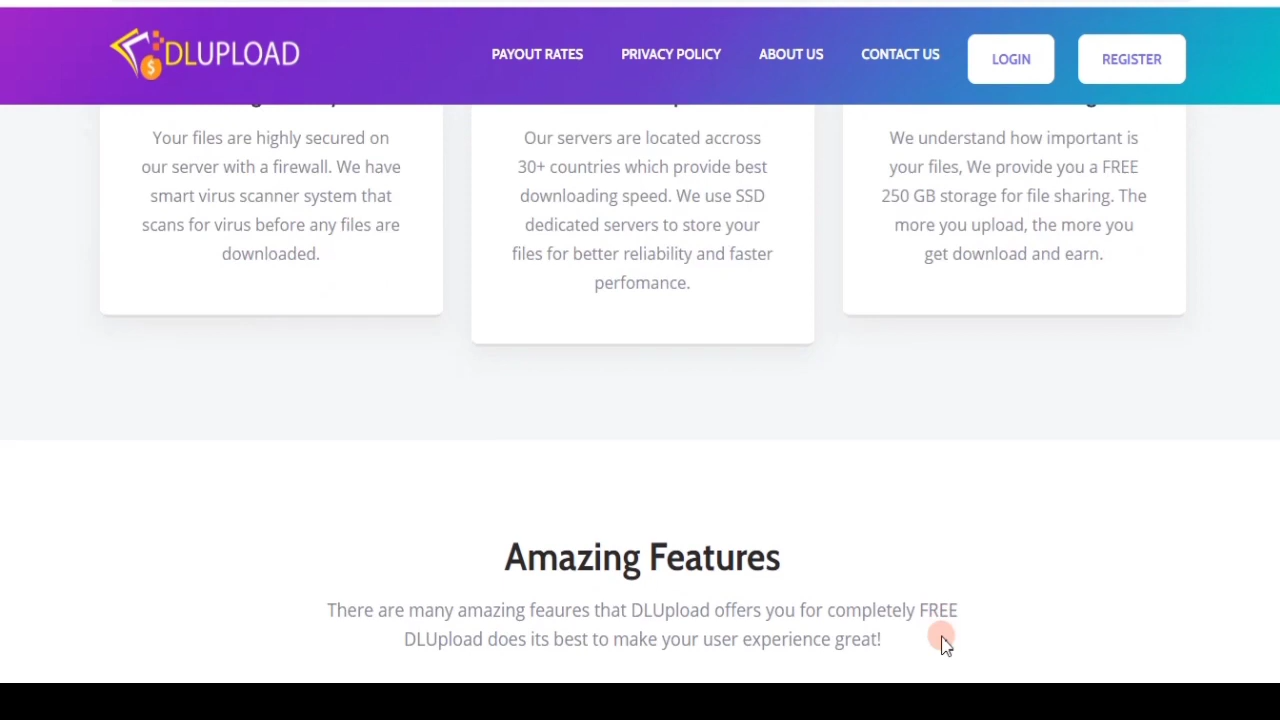 DLUPLOAD
PAYOUT RATES
PRIVACY POLICY
ABOUT US
CONTACT US
LOGIN
REGISTER
Your files are highly secured on
our server with a firewall. We have
smart virus scanner system that
scans for virus before any files are
downloaded.
Our servers are located accross
30+ countries which provide best
downloading speed. We use SSD
dedicated servers to store your
files for better reliability and faster
perfomance.
We understand how important is
your files, We provide you a FREE
250 GB storage for file sharing. The
more you upload, the more you
get download and earn.
Amazing Features
There are many amazing feaures that DLUpload offers you for completely FREE
DLUpload does its best to make your user experience great!